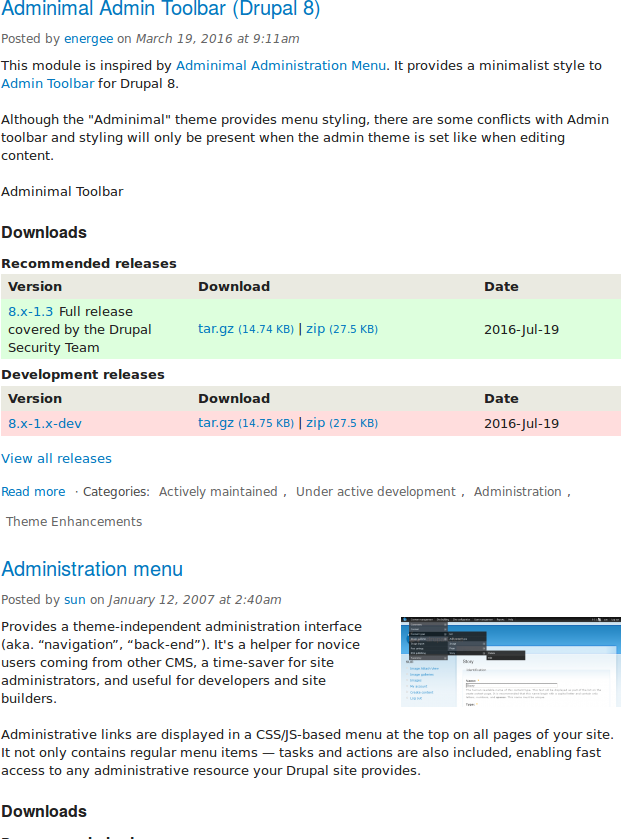 Adminimal Admin Toolbar (Drupal 8)
Posted by energee on March 19, 2016 at 9:11am
This module is inspired by Adminimal Administration Menu. It provides a minimalist style to
Admin Toolbar for Drupal 8.
Although the "Adminimal" theme provides menu styling, there are some conflicts with Admin
toolbar and styling will only be present when the admin theme is set like when editing
content.
Adminimal Toolbar
Downloads
Recommended releases
Version Download Date
8.x-1.3 Full release
covered by the Drupal
Security Team
tar.gz (14.74 KB) | zip (27.5 KB)
2016-Jul-19
Development releases
Version Download Date
8.x-1.x-dev tar.gz (14.75 KB) | zip (27.5 KB) 2016-Jul-19
View all releases
Read more · Categories: Actively maintained , Under active development , Administration ,
Theme Enhancements
Administration menu
Posted by sun on January 12, 2007 at 2:40am
Provides a theme-independent administration interface
(aka. “navigation”, “back-end”). It's a helper for novice
users coming from other CMS, a time-saver for site
administrators, and useful for developers and site
builders.
Story
Administrative links are displayed in a CSS/JS-based menu at the top on all pages of your site.
It not only contains regular menu items — tasks and actions are also included, enabling fast
access to any administrative resource your Drupal site provides.
Downloads